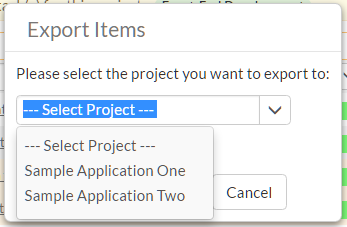 Export Items
Please select the project you want to export to:
--- Select Project ---
--- Select Project ---
Sample Application One
Sample Application Two
Cancel